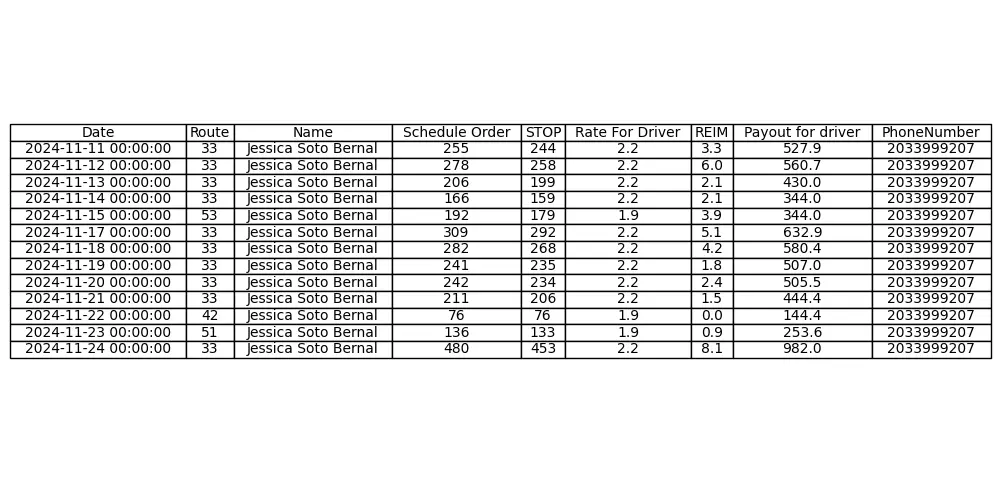 Date Route Name Schedule Order STOP Rate For Driver REIM Payout for driver PhoneNumber
2024-11-11 00:00:00 33 Jessica Soto Bernal 255 244 2.2 3.3 527.9 2033999207
2024-11-12 00:00:00 33 Jessica Soto Bernal 278 258 2.2 6.0 560.7 2033999207
2024-11-13 00:00:00 33 Jessica Soto Bernal 206 199 2.2 2.1 430.0 2033999207
2024-11-14 00:00:00 33 Jessica Soto Bernal 166 159 2.2 2.1 344.0 2033999207
2024-11-15 00:00:00 53 Jessica Soto Bernal 192 179 1.9 3.9 344.0 2033999207
2024-11-17 00:00:00 33 Jessica Soto Bernal 309 292 2.2 5.1 632.9 2033999207
2024-11-18 00:00:00 33 Jessica Soto Bernal 282 268 2.2 4.2 580.4 2033999207
2024-11-19 00:00:00 33 Jessica Soto Bernal 241 235 2.2 1.8 507.0 2033999207
2024-11-20 00:00:00 33 Jessica Soto Bernal 242 234 2.2 2.4 505.5 2033999207
2024-11-21 00:00:00 33 Jessica Soto Bernal 211 206 2.2 1.5 444.4 2033999207
2024-11-22 00:00:00 42 Jessica Soto Bernal 76 76 1.9 0.0 144.4 2033999207
2024-11-23 00:00:00 51 Jessica Soto Bernal 136 133 1.9 0.9 253.6 2033999207
2024-11-24 00:00:00 33 Jessica Soto Bernal 480 453 2.2 8.1 982.0 2033999207